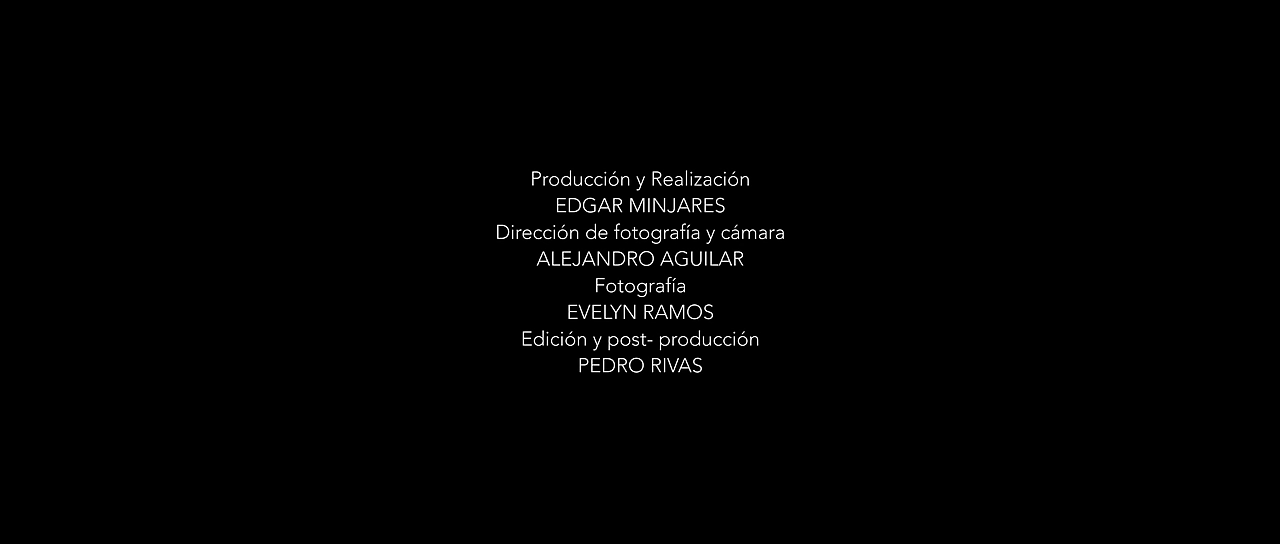 Producción y Realización
EDGAR MINJARES
Dirección de fotografía y cámara
ALEJANDRO AGUILAR
Fotografía
EVELYN RAMOS
Edición y post- producción
PEDRO RIVAS